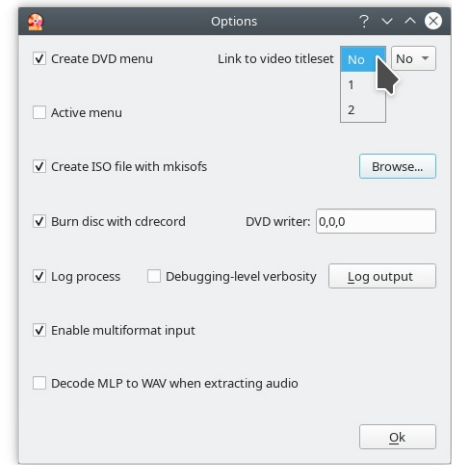 Options
Create DVD menu Link to video titleset No No
1
2
Active menu
Create ISO file with mkisofs Browse...
Burn disc with cdrecord DVD writer: 0,0,0
Log process Debugging-level verbosity Log output
Enable multiformat input
Decode MLP to WAV when extracting audio
Ok